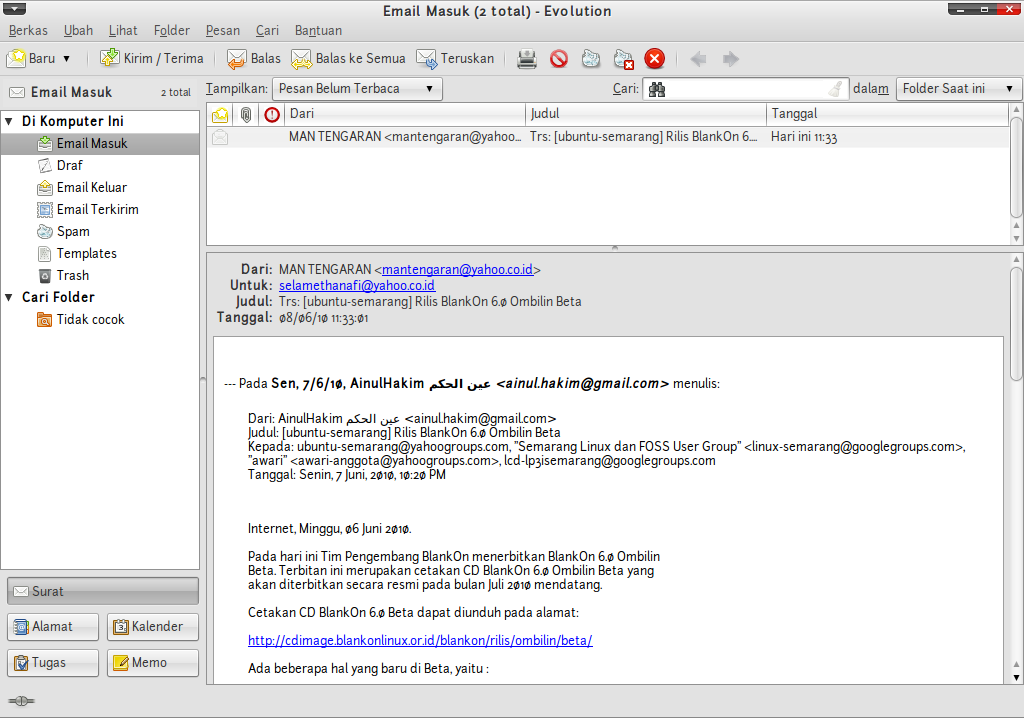 Email Masuk (2 total) - Evolution
Berkas Ubah Lihat Folder Pesan Cari Bantuan
Baru Kirim / Terima Balas Balas ke Semua Teruskan
Email Masuk 2 total
Tampilkan: Pesan Belum Terbaca Cari: dalam Folder Saat ini
Di Komputer Ini
Email Masuk
Draf
Email Keluar
Email Terkirim
Spam
Templates
Trash
Cari Folder
Tidak cocok
Surat
Alamat Kalender
Tugas Memo
Dari Judul Tanggal
MAN TENGARAN <mantengaran@yahoo... Trs: [ubuntu-semarang] Rilis BlankOn 6.... Hari ini 11:33
Dari: MAN TENGARAN <mantengaran@yahoo.co.id>
Untuk: selamethanafi@yahoo.co.id
Judul: Trs: [ubuntu-semarang] Rilis BlankOn 6.0 Ombilin Beta
Tanggal: 08/06/10 11:33:01
--- Pada Sen, 7/6/10, AinulHakim عين الحكم <ainul.hakim@gmail.com> menulis:
Dari: AinulHakim عين الحكم <ainul.hakim@gmail.com>
Judul: [ubuntu-semarang] Rilis BlankOn 6.0 Ombilin Beta
Kepada: ubuntu-semarang@yahoogroups.com, "Semarang Linux dan FOSS User Group" <linux-semarang@googlegroups.com>,
"awari" <awari-anggota@yahoogroups.com>, lcd-lp3isemarang@googlegroups.com
Tanggal: Senin, 7 Juni, 2010, 10:20 PM
Internet, Minggu, 06 Juni 2010.
Pada hari ini Tim Pengembang BlankOn menerbitkan BlankOn 6.0 Ombilin
Beta. Terbitan ini merupakan cetakan CD BlankOn 6.0 Ombilin Beta yang
akan diterbitkan secara resmi pada bulan Juli 2010 mendatang.
Cetakan CD BlankOn 6.0 Beta dapat diunduh pada alamat:
http://cdimage.blankonlinux.or.id/blankon/rilis/ombilin/beta/
Ada beberapa hal yang baru di Beta, yaitu :